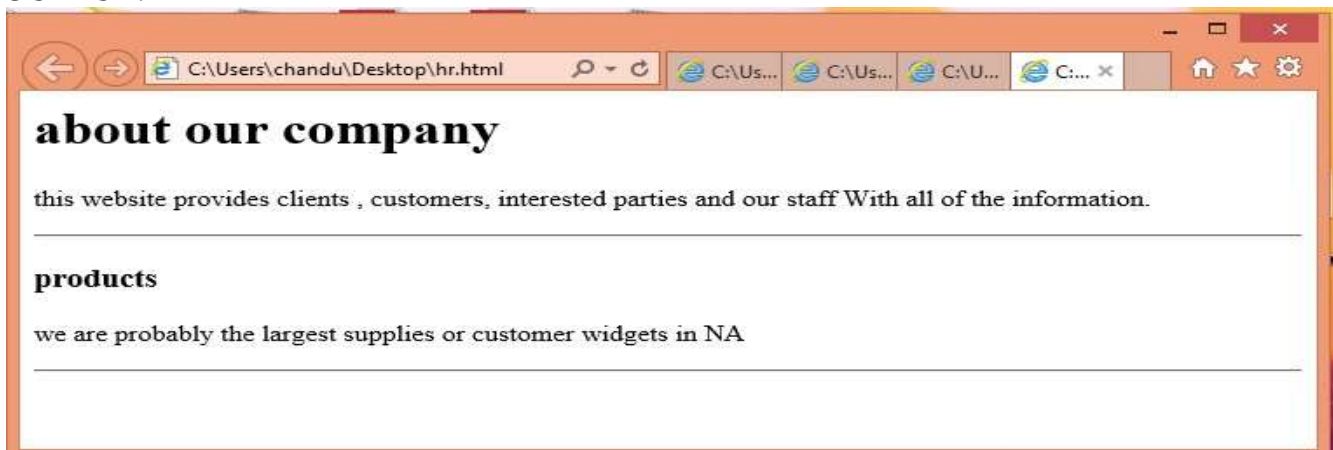 C:\Users\chandu\Desktop\hr.html C:\Us... C:\Us... C:\U... C:...
about our company
this website provides clients , customers, interested parties and our staff With all of the information.
products
we are probably the largest supplies or customer widgets in NA